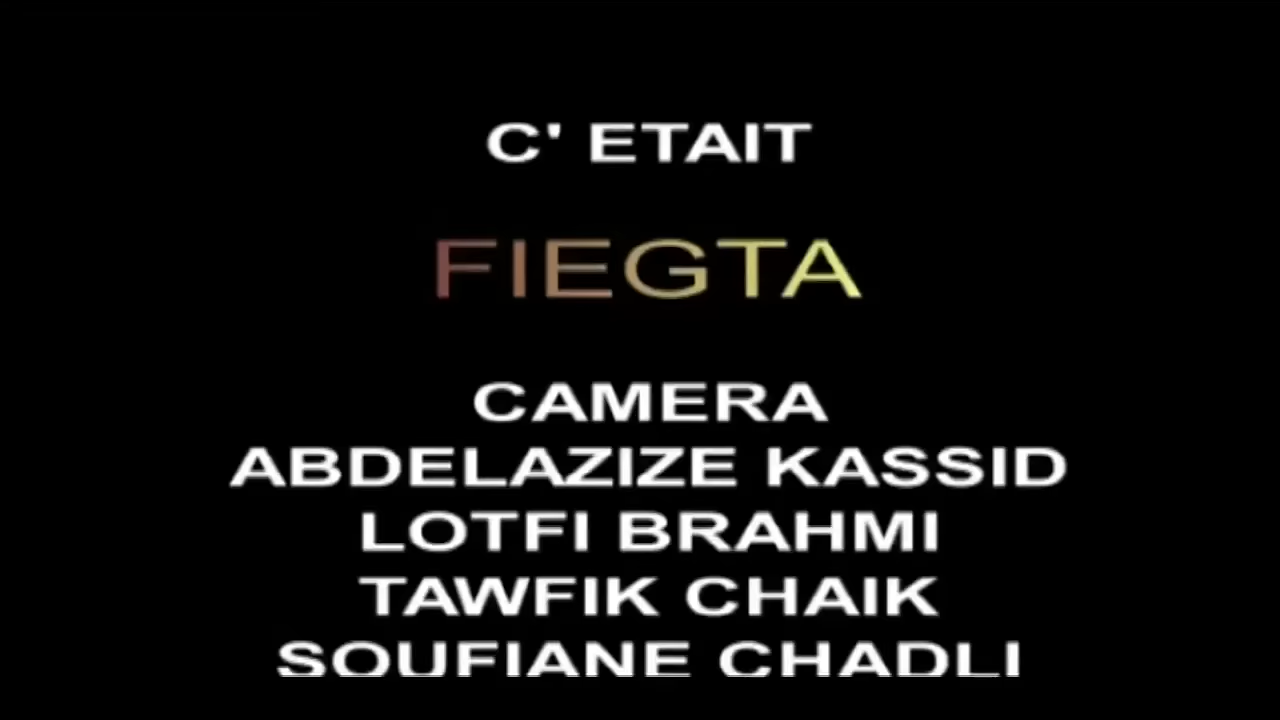 C' ETAIT
FIEGTA
CAMERA
ABDELAZIZE KASSID
LOTFI BRAHMI
TAWFIK CHAIK
SOUFIANE CHADLI